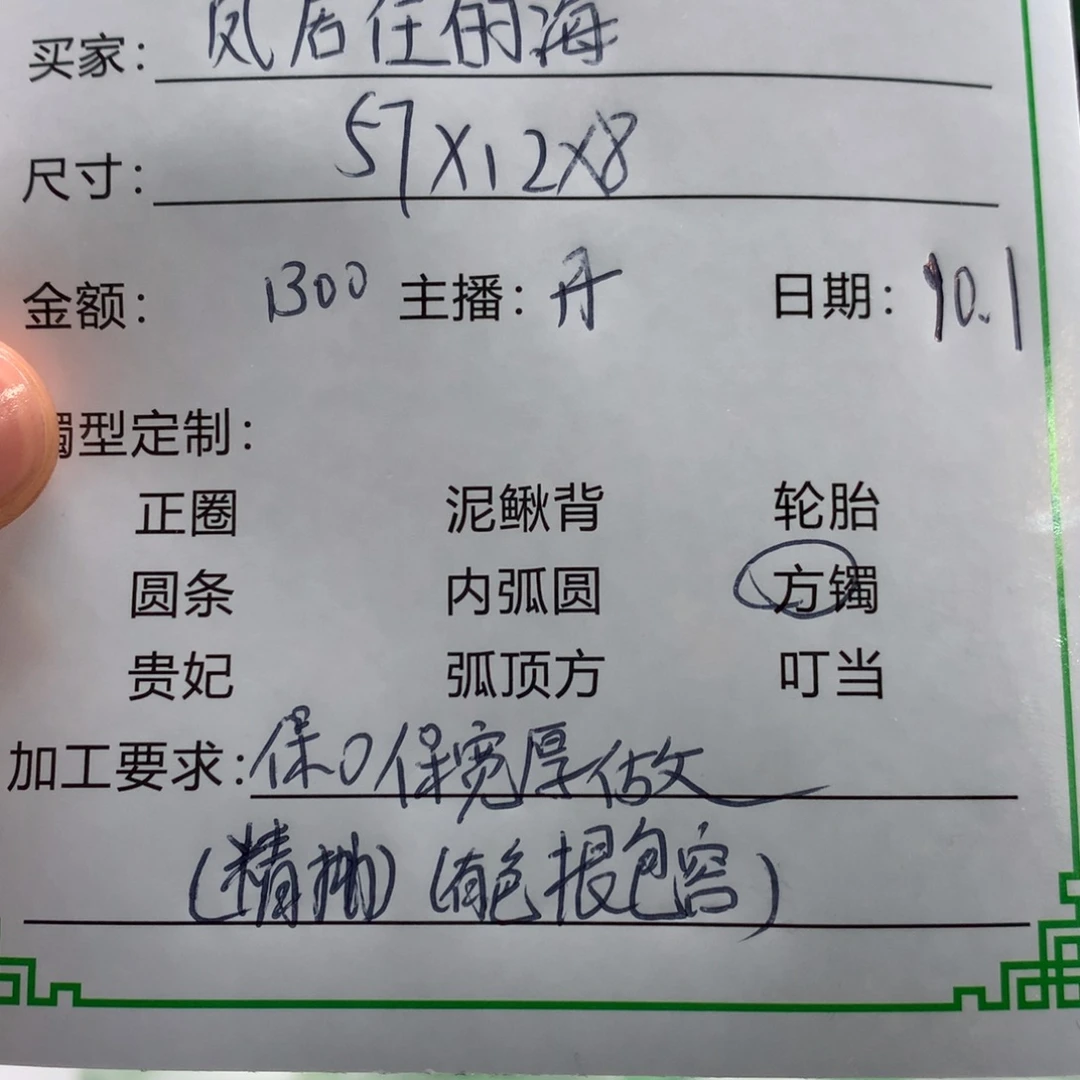 买家: 风居住的海
尺寸: 57X12X8
金额: 1300 主播: 丹 日期: 10.1
镯型定制:
正圈 泥鳅背 轮胎
圆条 内弧圆 方镯
贵妃 弧顶方 叮当
加工要求: 保口保宽厚做
(精抛) (有色根包容)